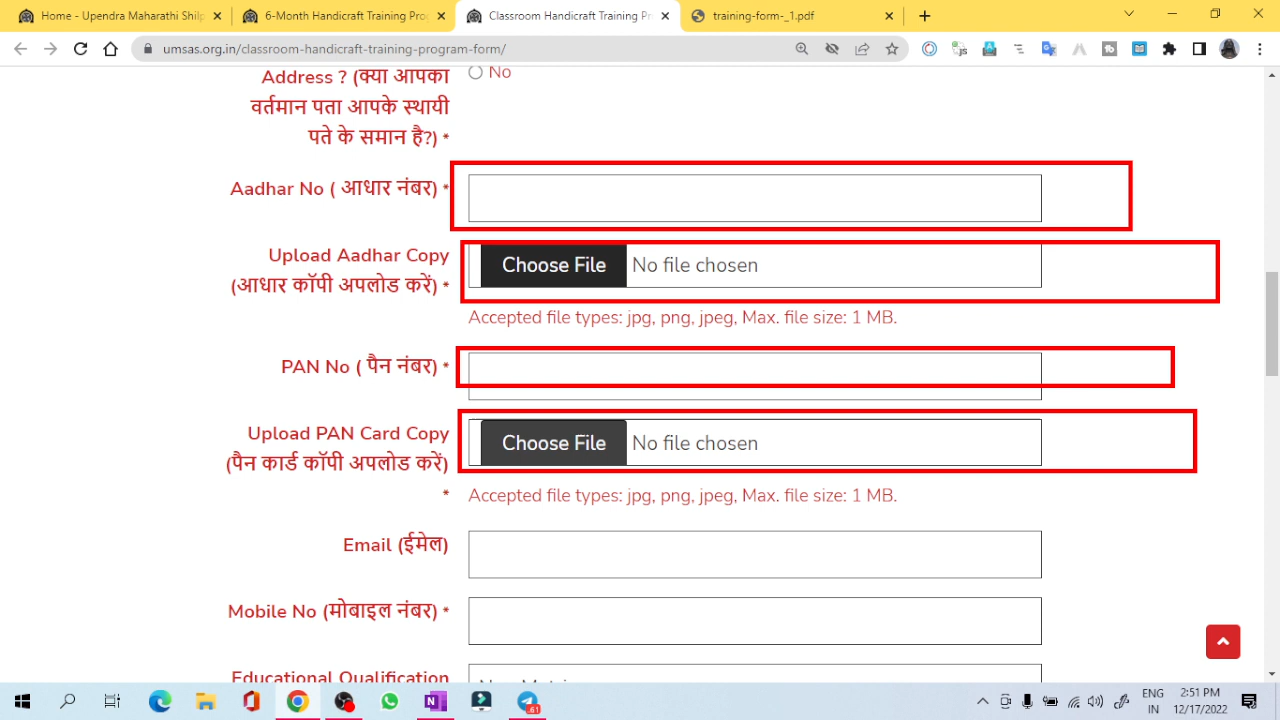 Home - Upendra Maharathi Shilp
6-Month Handicraft Training Pro
Classroom Handicraft Training Pr
training-form-_1.pdf
umsas.org.in/classroom-handicraft-training-program-form/
Address ? (क्या आपका
No
वर्तमान पता आपके स्थायी
पते के समान है?) *
Aadhar No ( आधार नंबर) *
Upload Aadhar Copy
Choose File No file chosen
(आधार कॉपी अपलोड करें) *
Accepted file types: jpg, png, jpeg, Max. file size: 1 MB.
PAN No ( पैन नंबर) *
Upload PAN Card Copy
Choose File No file chosen
(पैन कार्ड कॉपी अपलोड करें)
*
Accepted file types: jpg, png, jpeg, Max. file size: 1 MB.
Email (ईमेल)
Mobile No (मोबाइल नंबर) *
Educational Qualification
61
ENG
IN
2:51 PM
12/17/2022